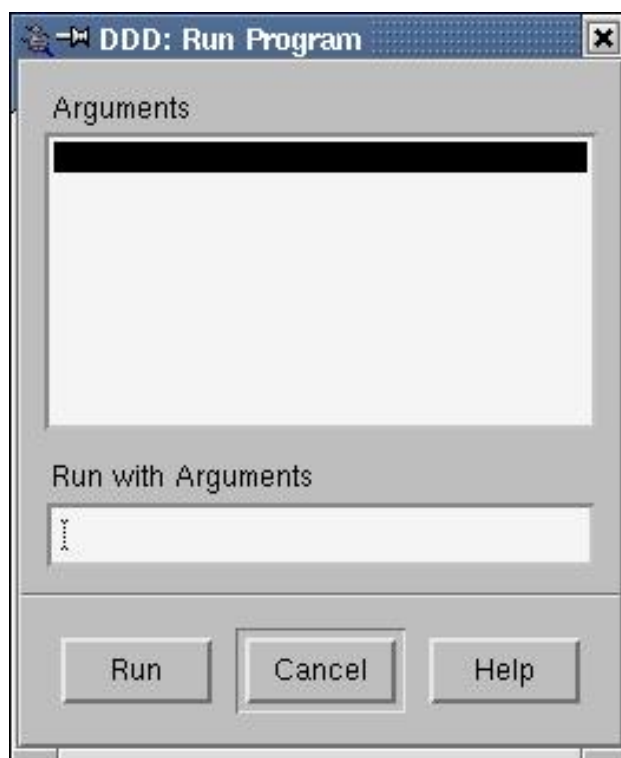 DDD: Run Program
Arguments
Run with Arguments
Run Cancel Help